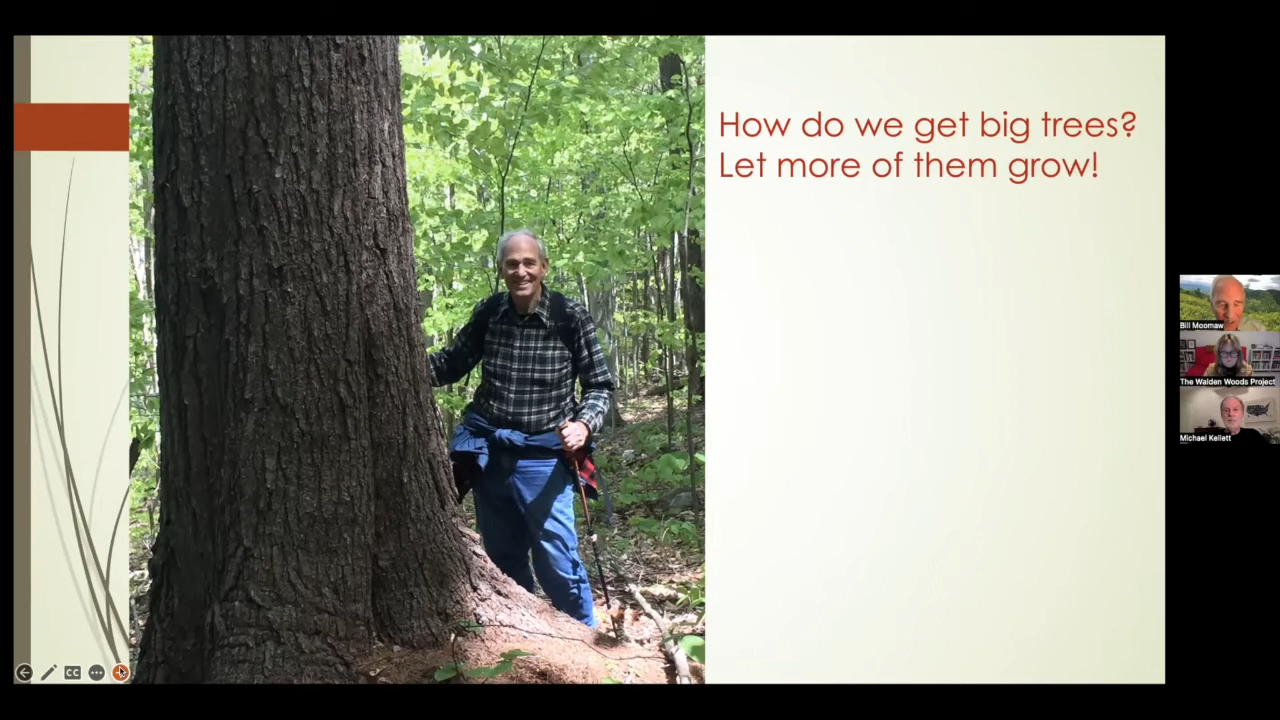 How do we get big trees?
Let more of them grow!
Bill Moomaw
The Walden Woods Project
Michael Kellett
CC